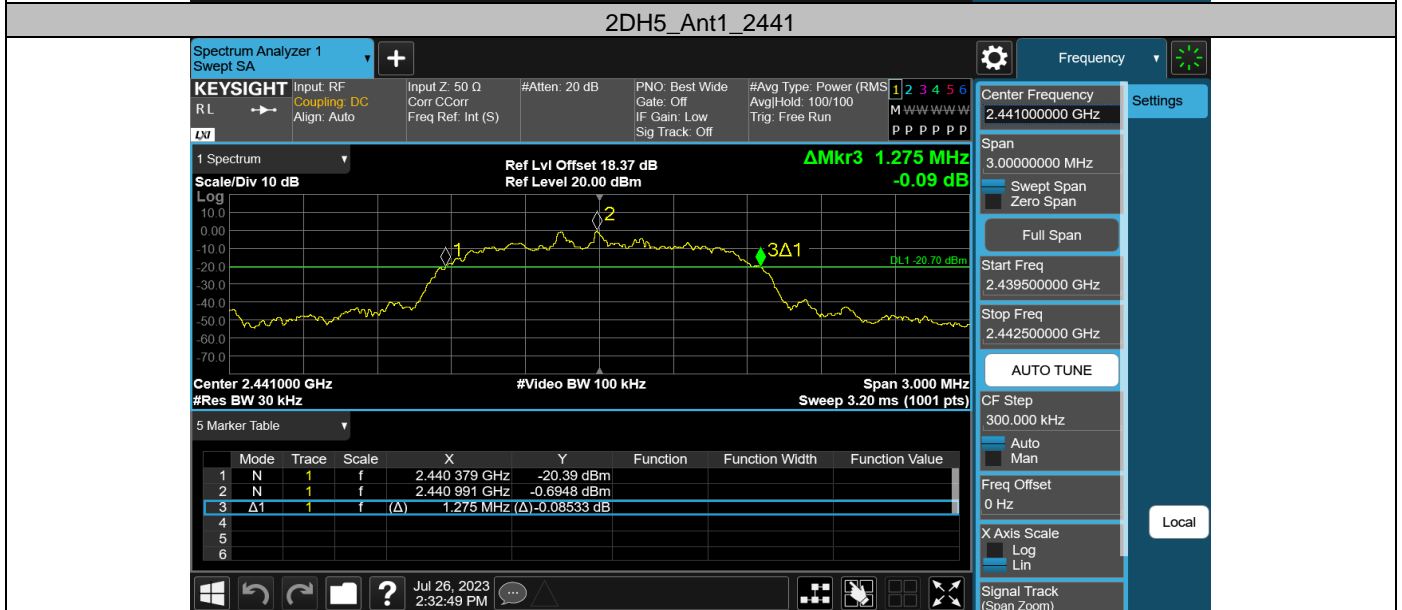 2DH5_Ant1_2441
Spectrum Analyzer 1
Swept SA
+
Frequency
KEYSIGHT
RL
LXI
Input: RF
Coupling: DC
Align: Auto
Input Z: 50 Ω
Corr CCorr
Freq Ref: Int (S)
#Atten: 20 dB
PNO: Best Wide
Gate: Off
IF Gain: Low
Sig Track: Off
#Avg Type: Power (RMS
Avg|Hold: 100/100
Trig: Free Run
1 2 3 4 5 6
M W W W W W
P P P P P P
1 Spectrum
Scale/Div 10 dB
Ref Lvl Offset 18.37 dB
Ref Level 20.00 dBm
ΔMkr3 1.275 MHz
-0.09 dB
Log
10.0
0.00
-10.0
-20.0
-30.0
-40.0
-50.0
-60.0
-70.0
1
2
3Δ1
DL1 -20.70 dBm
Center 2.441000 GHz
#Video BW 100 kHz
Span 3.000 MHz
#Res BW 30 kHz
Sweep 3.20 ms (1001 pts)
5 Marker Table
Mode Trace Scale X Y Function Function Width Function Value
1 N 1 f 2.440 379 GHz -20.39 dBm
2 N 1 f 2.440 991 GHz -0.6948 dBm
3 Δ1 1 f (Δ) 1.275 MHz (Δ) -0.08533 dB
4
5
6
?
Jul 26, 2023
2:32:49 PM
Center Frequency
2.441000000 GHz
Span
3.00000000 MHz
Swept Span
Zero Span
Full Span
Start Freq
2.439500000 GHz
Stop Freq
2.442500000 GHz
AUTO TUNE
CF Step
300.000 kHz
Auto
Man
Freq Offset
0 Hz
X Axis Scale
Log
Lin
Signal Track
(Span Zoom)
Settings
Local